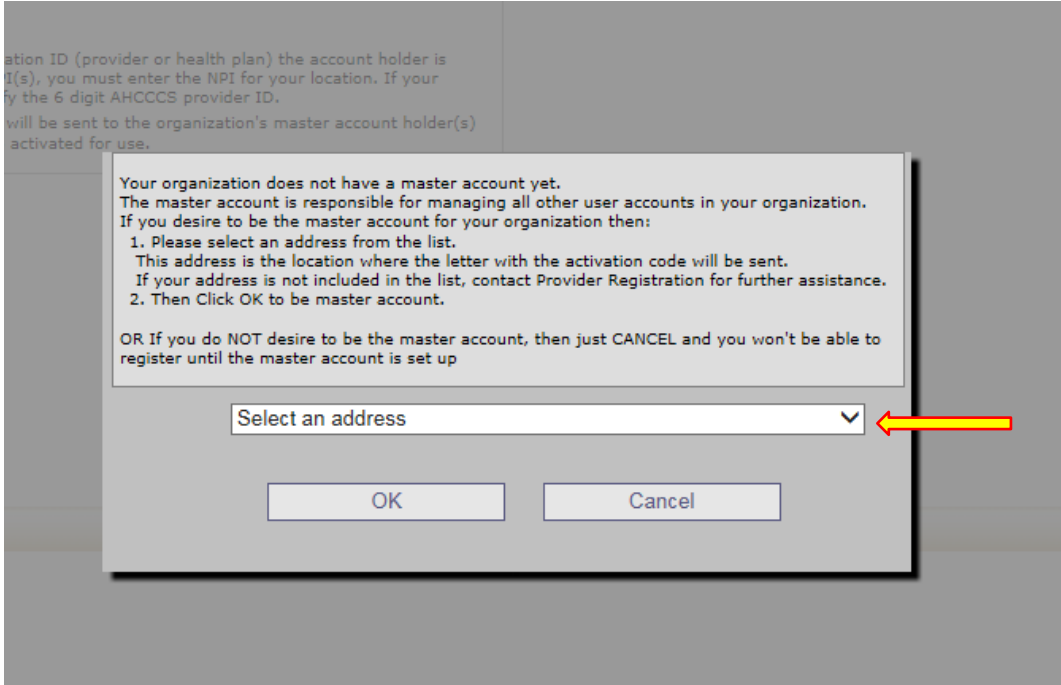 ation ID (provider or health plan) the account holder is
PI(s), you must enter the NPI for your location. If your
fy the 6 digit AHCCCS provider ID.
will be sent to the organization's master account holder(s)
activated for use.
Your organization does not have a master account yet.
The master account is responsible for managing all other user accounts in your organization.
If you desire to be the master account for your organization then:
1. Please select an address from the list.
This address is the location where the letter with the activation code will be sent.
If your address is not included in the list, contact Provider Registration for further assistance.
2. Then Click OK to be master account.
OR If you do NOT desire to be the master account, then just CANCEL and you won't be able to
register until the master account is set up
Select an address
OK Cancel